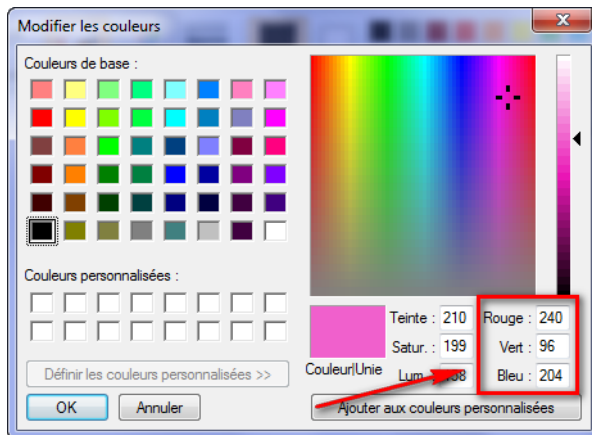 Modifier les couleurs
Couleurs de base :
Couleurs personnalisées :
Définir les couleurs personnalisées >>
OK
Annuler
Couleur|Unie
Teinte : 210
Satur. : 199
Lum.
Rouge : 240
Vert : 96
Bleu : 204
Ajouter aux couleurs personnalisées